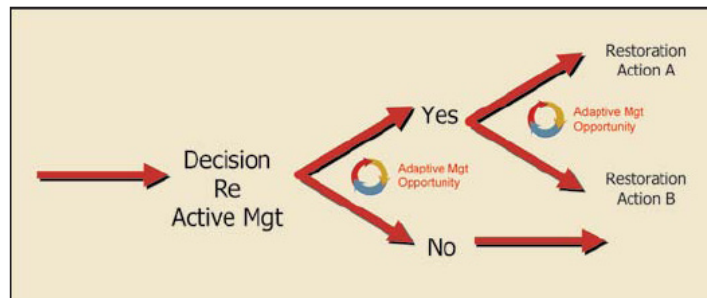 Restoration
Action A
Yes
Adaptive Mgt
Opportunity
Decision
Re
Active Mgt
Adaptive Mgt
Opportunity
Restoration
Action B
No